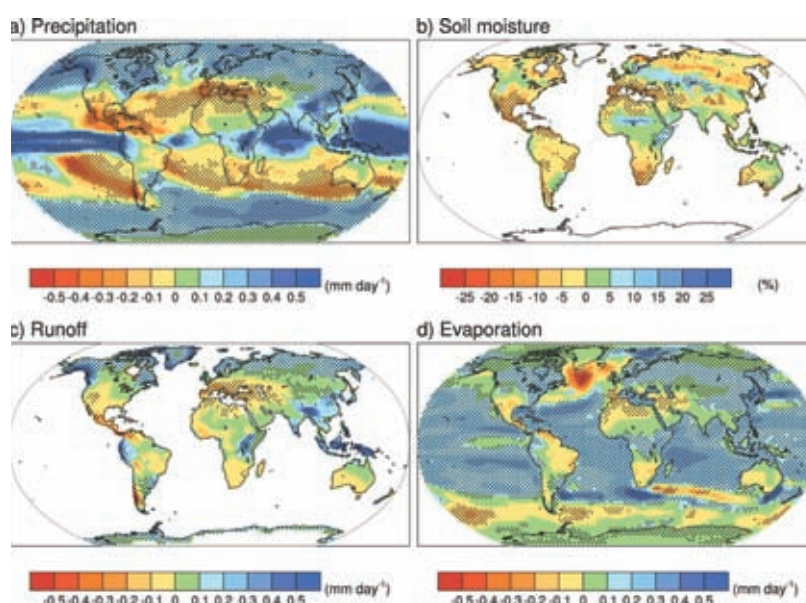 a) Precipitation
b) Soil moisture
-0.5 -0.4 -0.3 -0.2 -0.1 0 0.1 0.2 0.3 0.4 0.5 (mm day⁻¹)
-25 -20 -15 -10 -5 0 5 10 15 20 25 (%)
c) Runoff
d) Evaporation
-0.5 -0.4 -0.3 -0.2 -0.1 0 0.1 0.2 0.3 0.4 0.5 (mm day⁻¹)
-0.5 -0.4 -0.3 -0.2 -0.1 0 0.1 0.2 0.3 0.4 0.5 (mm day⁻¹)